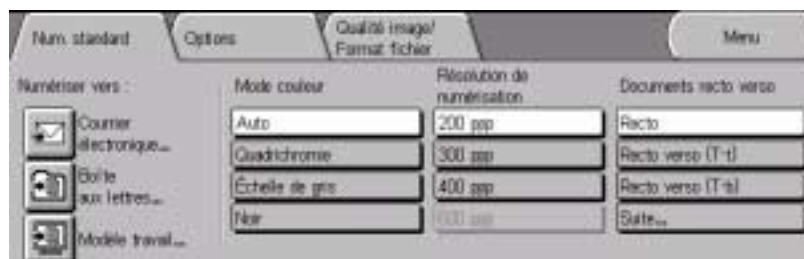 Num. standard
Options
Qualité image/
Format fichier
Menu
Numériser vers :
Courrier
électronique...
Boîte
aux lettres...
Modèle travail...
Mode couleur
Auto
Quadrichromie
Échelle de gris
Noir
Résolution de
numérisation
200 ppp
300 ppp
400 ppp
600 ppp
Documents recto verso
Recto
Recto verso (T-t)
Recto verso (T-b)
Suite...